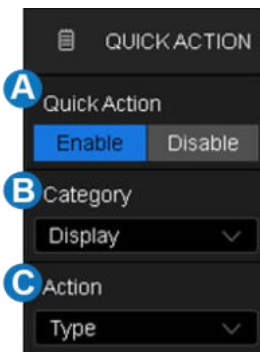 QUICK ACTION
A
Quick Action
Enable Disable
B
Category
Display
C
Action
Type